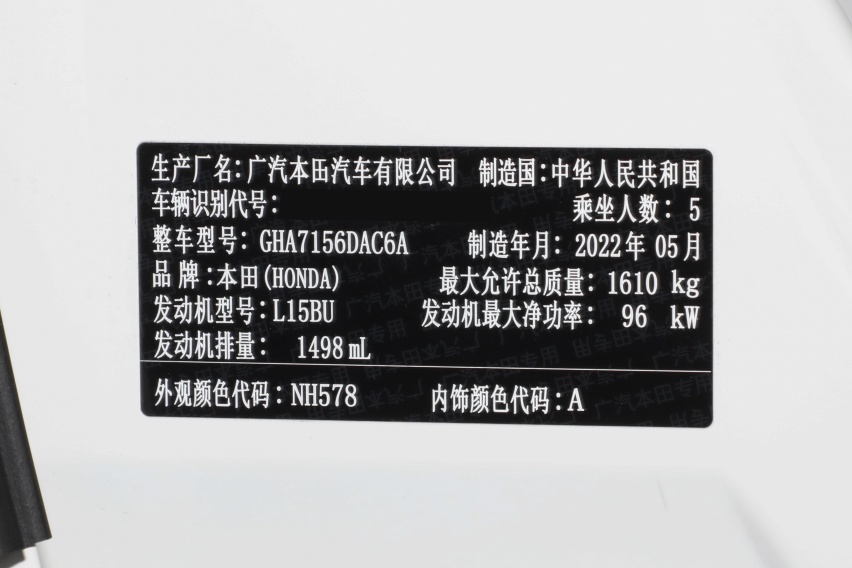 生产厂名：广汽本田汽车有限公司 制造国：中华人民共和国
车辆识别代号： 乘坐人数： 5
整车型号： GHA7156DAC6A 制造年月： 2022年 05月
品 牌：本田(HONDA) 最大允许总质量： 1610 kg
发动机型号：L15BU 发动机最大净功率： 96 kW
发动机排量： 1498 mL
外观颜色代码：NH578 内饰颜色代码：A